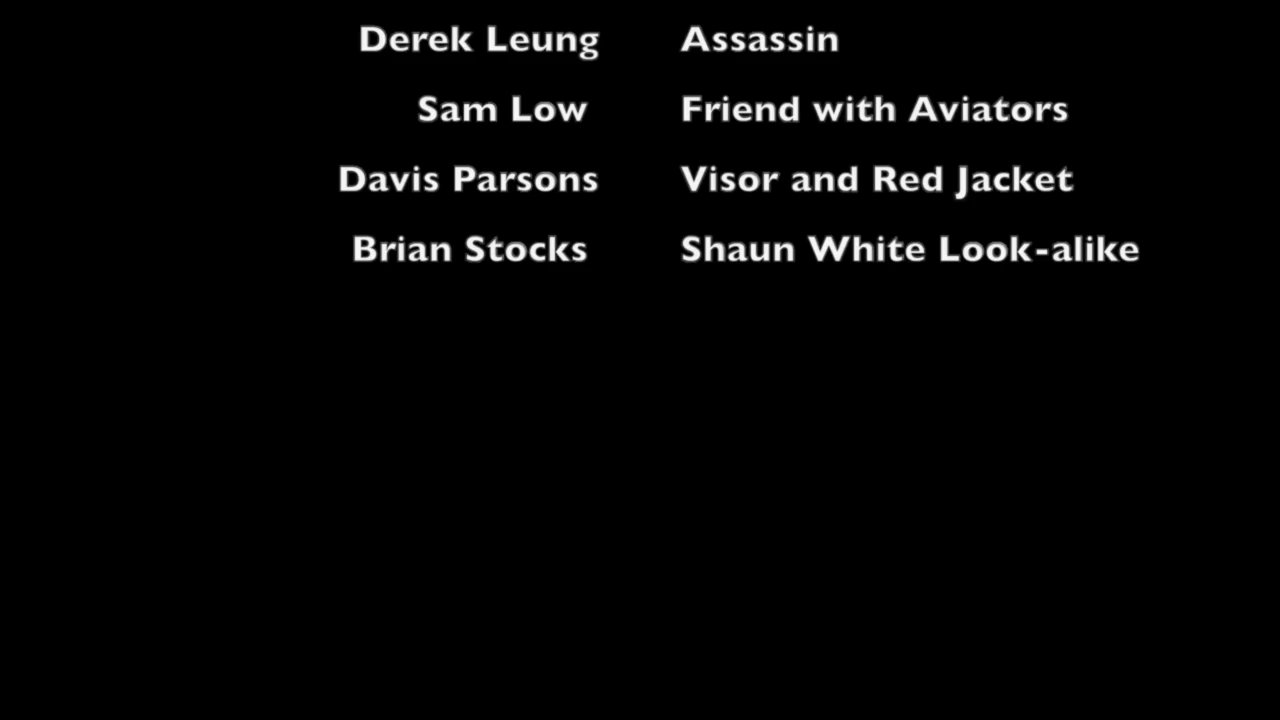 Derek Leung Assassin
Sam Low Friend with Aviators
Davis Parsons Visor and Red Jacket
Brian Stocks Shaun White Look-alike